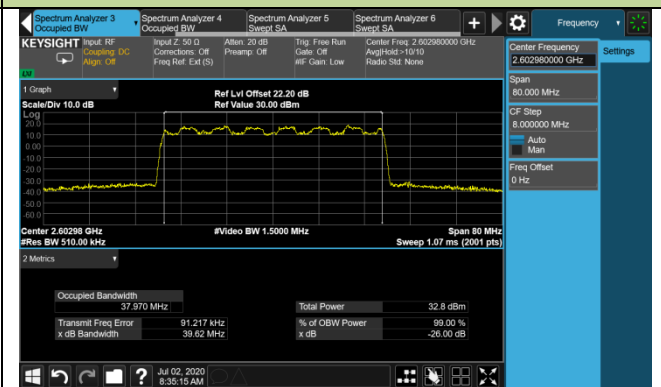 Spectrum Analyzer 3
Occupied BW
Spectrum Analyzer 4
Occupied BW
Spectrum Analyzer 5
Swept SA
Spectrum Analyzer 6
Swept SA
Frequency
KEYSIGHT
Input: RF
Coupling: DC
Align: Off
Input Z: 50 Ω
Corrections: Off
Freq Ref: Ext (S)
Atten: 20 dB
Preamp: Off
Trig: Free Run
Gate: Off
#IF Gain: Low
Center Freq: 2.602980000 GHz
Avg|Hold:>10/10
Radio Std: None
LXI
Center Frequency
2.602980000 GHz
Settings
Span
80.000 MHz
CF Step
8.000000 MHz
Auto
Man
Freq Offset
0 Hz
1 Graph
Scale/Div 10.0 dB
Ref Lvl Offset 22.20 dB
Ref Value 30.00 dBm
Log
20.0
10.0
0.00
-10.0
-20.0
-30.0
-40.0
-50.0
-60.0
Center 2.60298 GHz
#Res BW 510.00 kHz
#Video BW 1.5000 MHz
Span 80 MHz
Sweep 1.07 ms (2001 pts)
2 Metrics
Occupied Bandwidth
37.970 MHz
Total Power 32.8 dBm
Transmit Freq Error 91.217 kHz
% of OBW Power 99.00 %
x dB Bandwidth 39.62 MHz
x dB -26.00 dB
?
Jul 02, 2020
8:35:15 AM